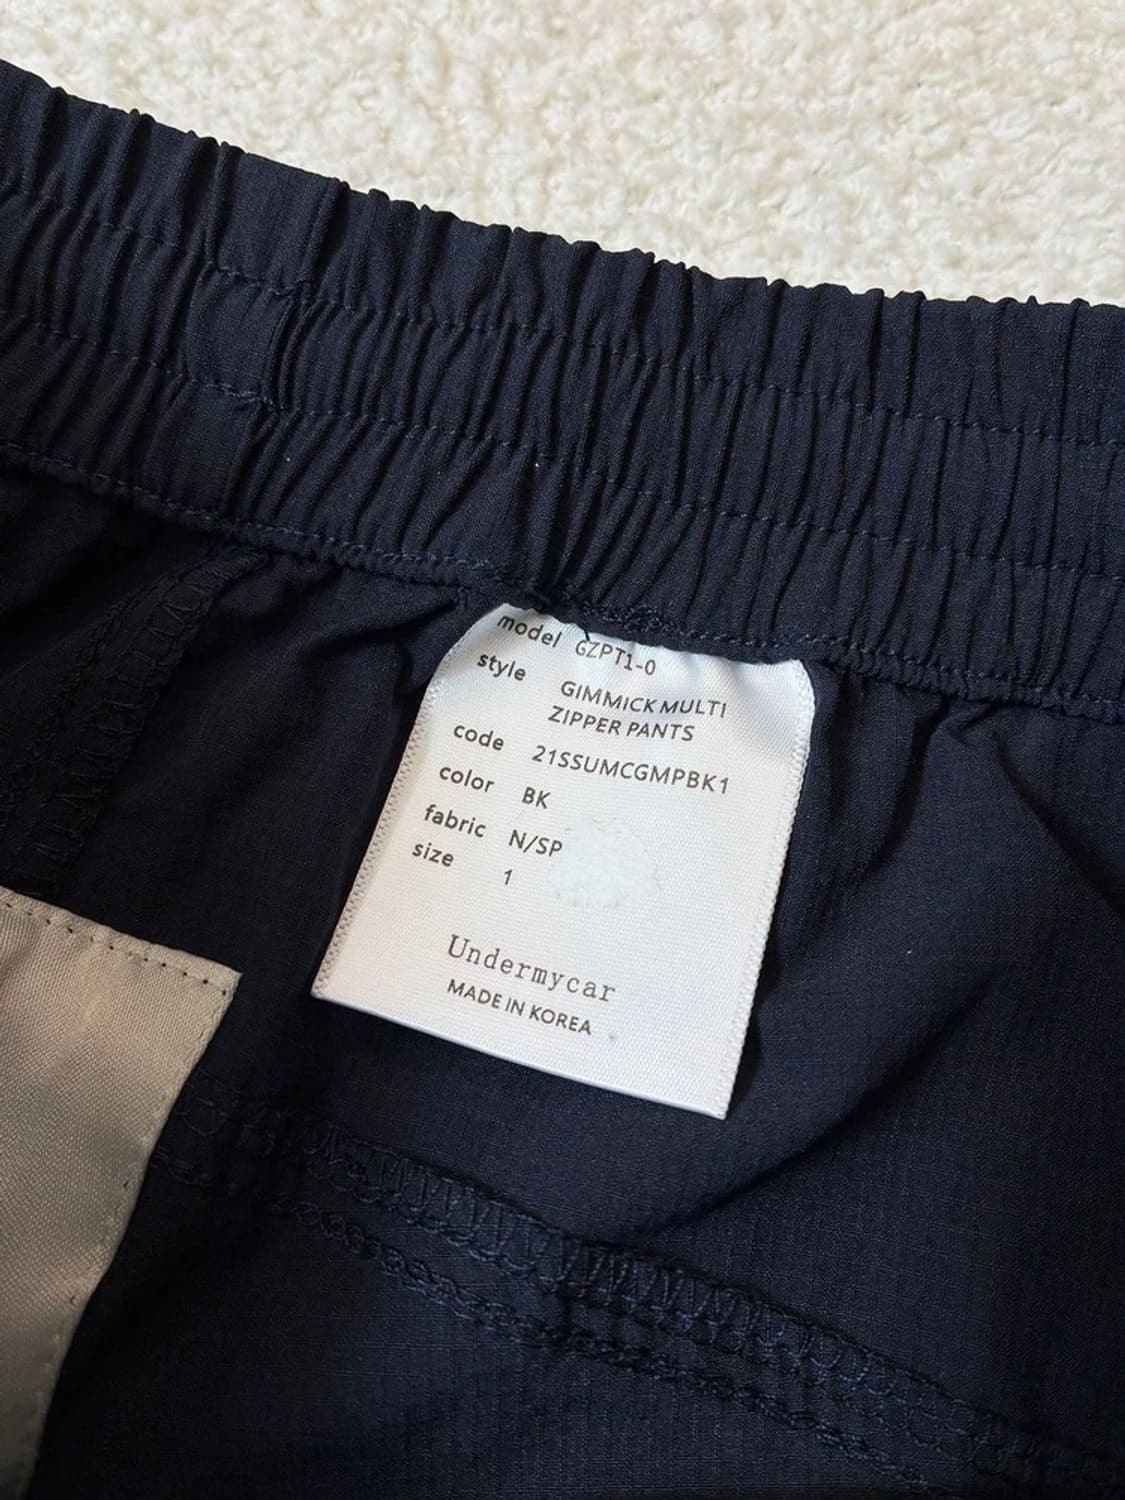 model GZPT1-0
style GIMMICK MULTI
ZIPPER PANTS
code 21SSUMCGMPBK1
color BK
fabric N/SP
size 1
Undermycar
MADE IN KOREA